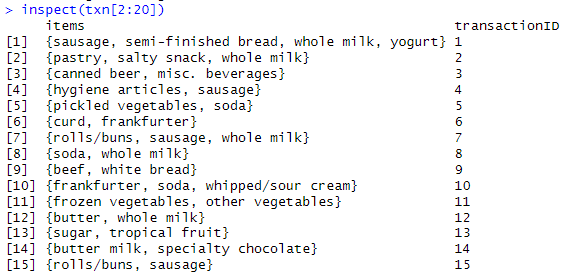 > inspect(txn[2:20])
items transactionID
[1] {sausage, semi-finished bread, whole milk, yogurt} 1
[2] {pastry, salty snack, whole milk} 2
[3] {canned beer, misc. beverages} 3
[4] {hygiene articles, sausage} 4
[5] {pickled vegetables, soda} 5
[6] {curd, frankfurter} 6
[7] {rolls/buns, sausage, whole milk} 7
[8] {soda, whole milk} 8
[9] {beef, white bread} 9
[10] {frankfurter, soda, whipped/sour cream} 10
[11] {frozen vegetables, other vegetables} 11
[12] {butter, whole milk} 12
[13] {sugar, tropical fruit} 13
[14] {butter milk, specialty chocolate} 14
[15] {rolls/buns, sausage} 15